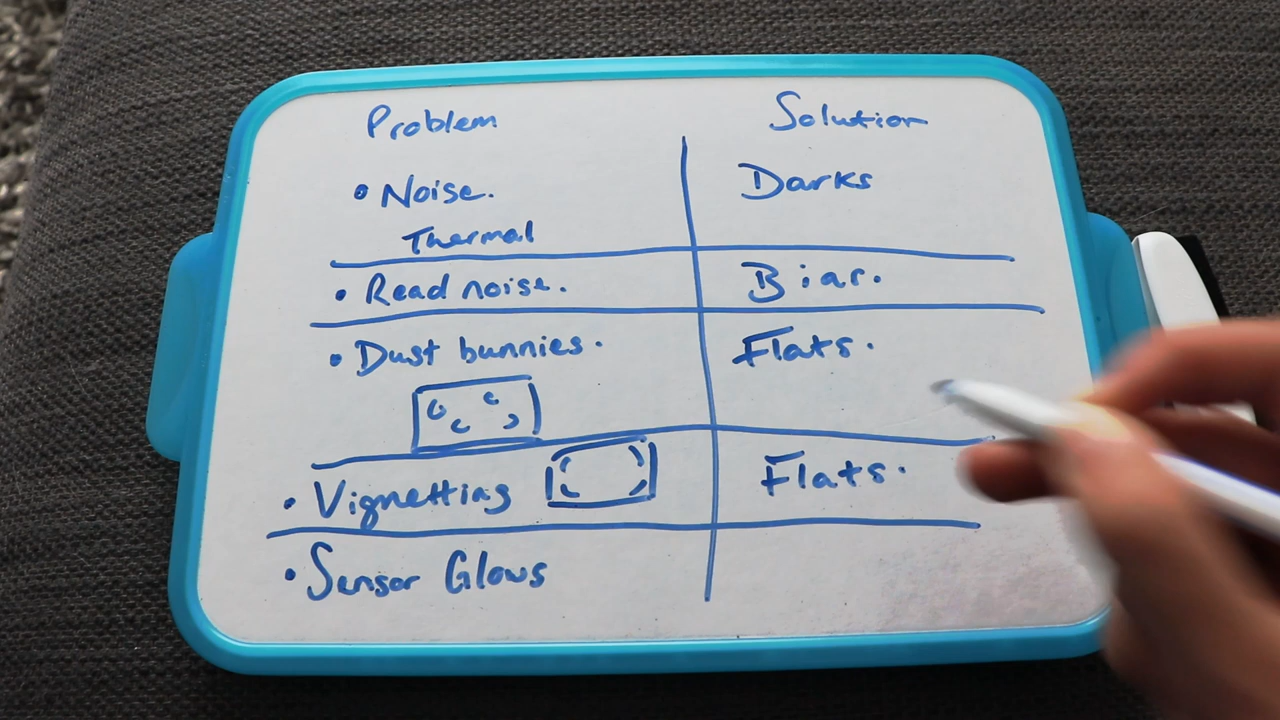 Problem Solution
• Noise. Darks
Thermal
• Read noise. Biar.
• Dust bunnies. Flats.
• Vignetting Flats.
• Sensor Glows